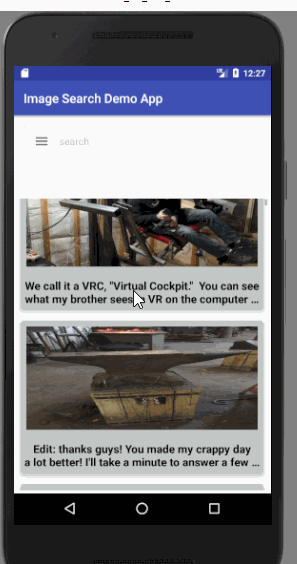 12:27
Image Search Demo App
search
We call it a VRC, "Virtual Cockpit."  You can see
what my brother sees VR on the computer ...
Edit: thanks guys! You made my crappy day
a lot better! I'll take a minute to answer a few ...